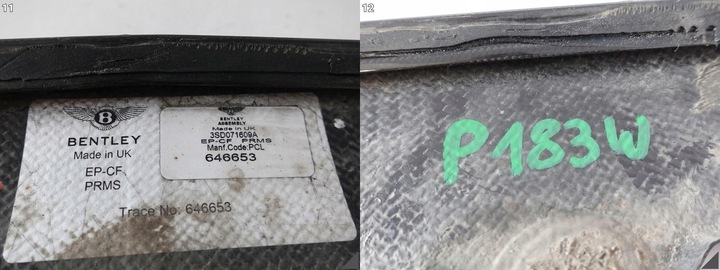 11
BENTLEY
Made in UK
EP-CF
PRMS
Trace No: 646653
BENTLEY
ASSEMBLY
Made in UK
3SD071609A
EP-CF PRMS
Manf.Code:PCL
646653
12
P183W